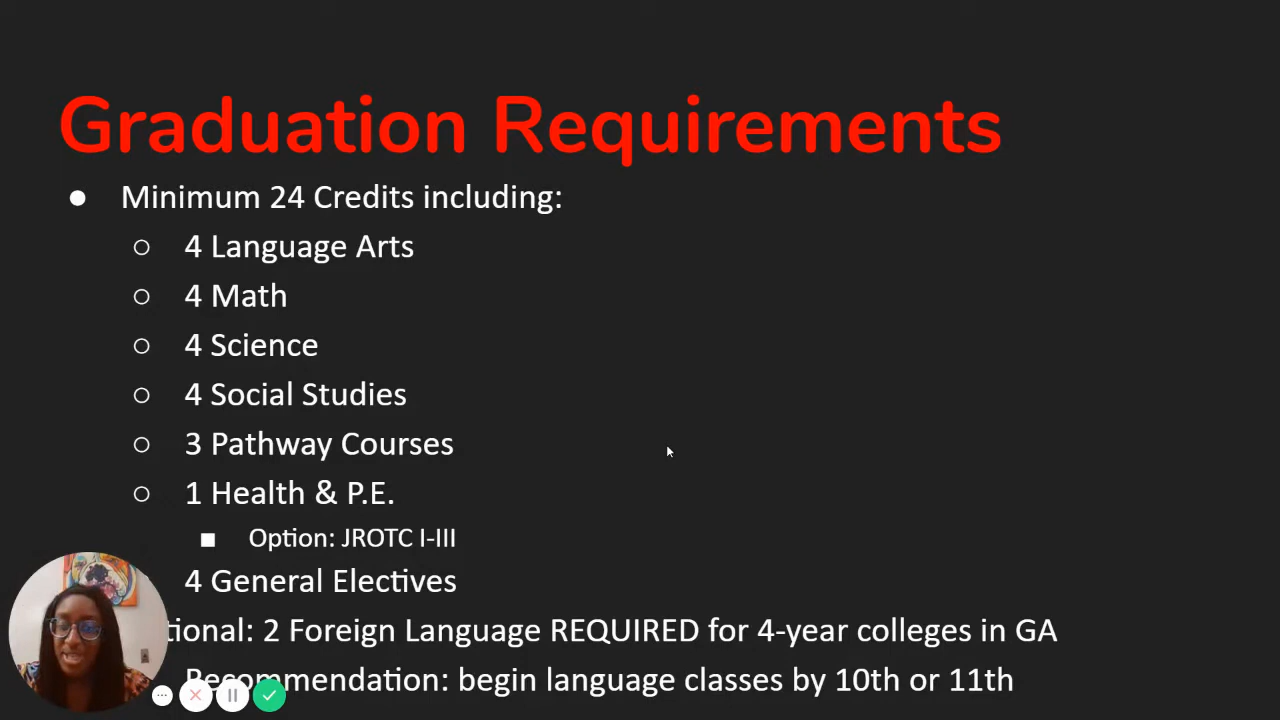 Graduation Requirements
● Minimum 24 Credits including:
○ 4 Language Arts
○ 4 Math
○ 4 Science
○ 4 Social Studies
○ 3 Pathway Courses
○ 1 Health & P.E.
■ Option: JROTC I-III
4 General Electives
tional: 2 Foreign Language REQUIRED for 4-year colleges in GA
Recommendation: begin language classes by 10th or 11th